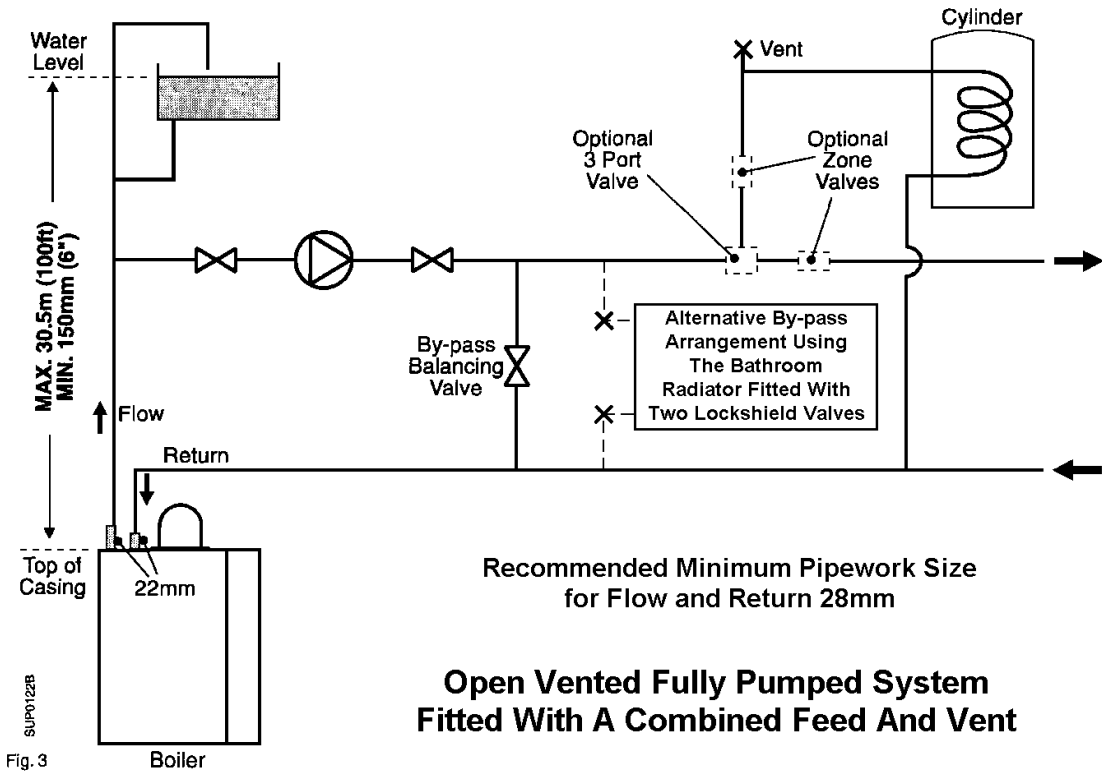 Water
Level
Cylinder
Vent
Optional
3 Port
Valve
Optional
Zone
Valves
MAX. 30.5m (100ft)
MIN. 150mm (6")
By-pass
Balancing
Valve
Alternative By-pass
Arrangement Using
The Bathroom
Radiator Fitted With
Two Lockshield Valves
Flow
Return
Top of
Casing
22mm
Recommended Minimum Pipework Size
for Flow and Return 28mm
Open Vented Fully Pumped System
Fitted With A Combined Feed And Vent
SUP0122B
Fig. 3
Boiler